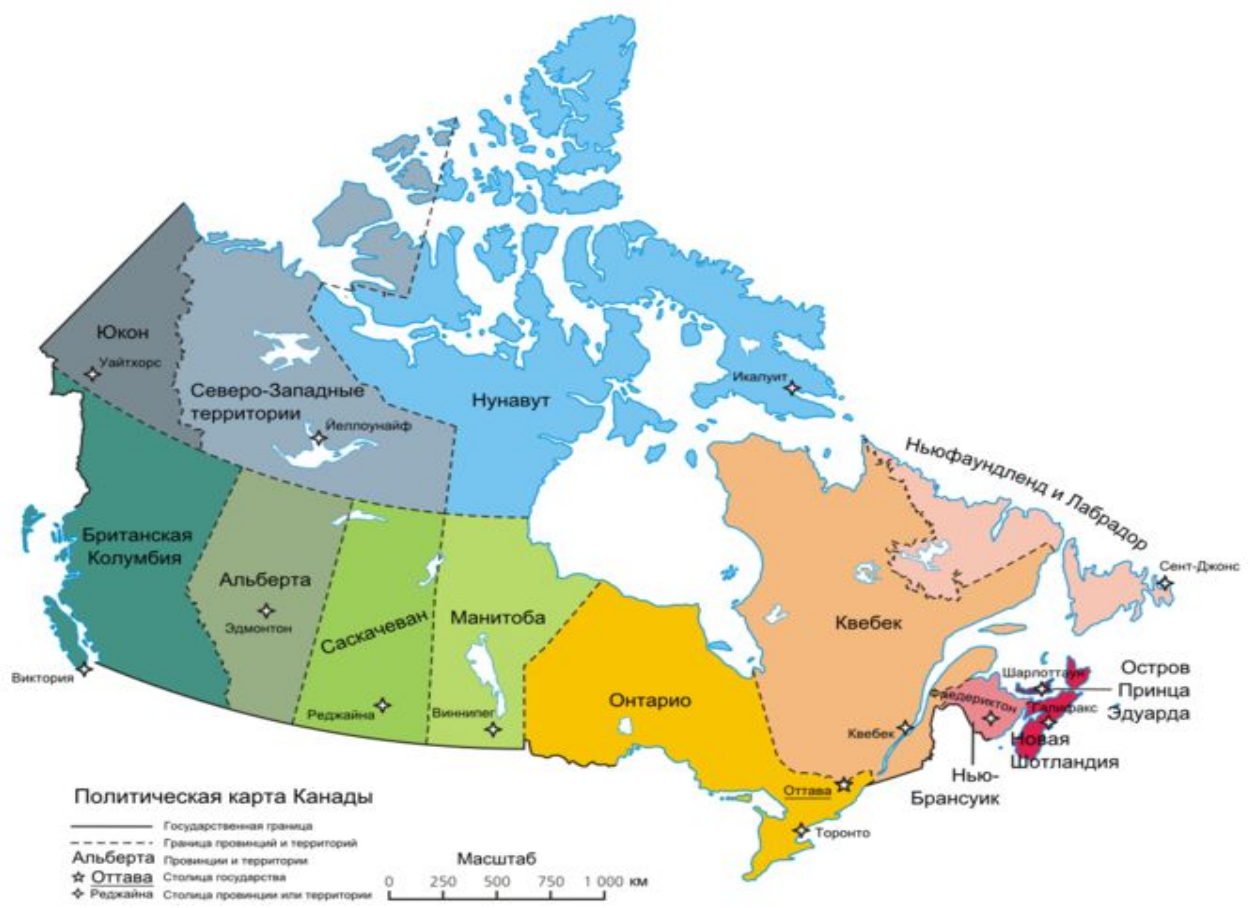 Юкон
Уайтхорс
Северо-Западные
территории
Йеллоунайф
Нунавут
Икалуит
Ньюфаундленд и Лабрадор
Сент-Джонс
Британская
Колумбия
Виктория
Альберта
Эдмонтон
Саскачеван
Реджайна
Манитоба
Виннипег
Онтарио
Квебек
Квебек
Оттава
Торонто
Шарлоттаун
Остров
Принца
Эдуарда
Фредериктон
Галифакс
Новая
Шотландия
Нью-
Брансуик
Политическая карта Канады
Государственная граница
Граница провинций и территорий
Альберта Провинции и территории
Оттава Столица государства
Реджайна Столица провинции или территории
Масштаб
0 250 500 750 1 000 км